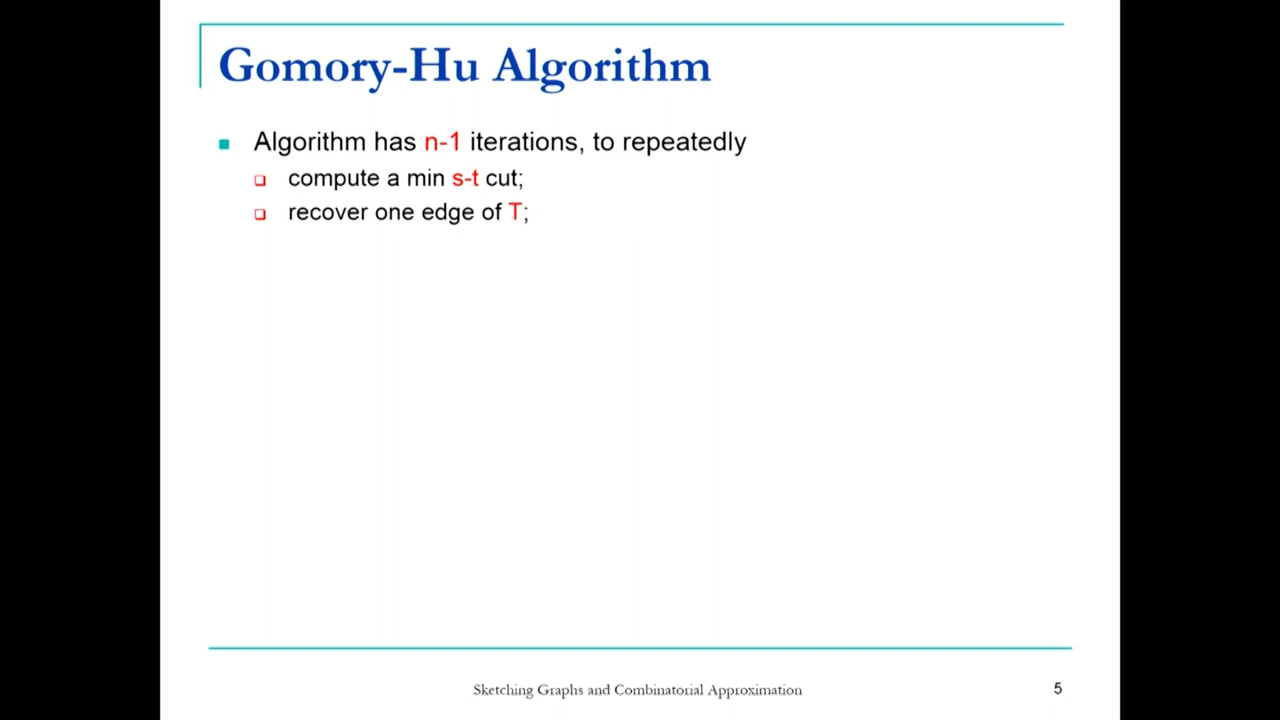 Gomory-Hu Algorithm
Algorithm has n-1 iterations, to repeatedly
compute a min s-t cut;
recover one edge of T;
Sketching Graphs and Combinatorial Approximation
5